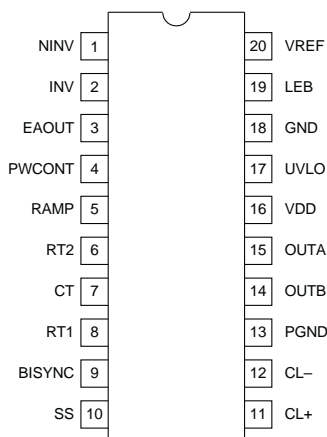 NINV 1 20 VREF
INV 2 19 LEB
EAOUT 3 18 GND
PWCONT 4 17 UVLO
RAMP 5 16 VDD
RT2 6 15 OUTA
CT 7 14 OUTB
RT1 8 13 PGND
BISYNC 9 12 CL–
SS 10 11 CL+